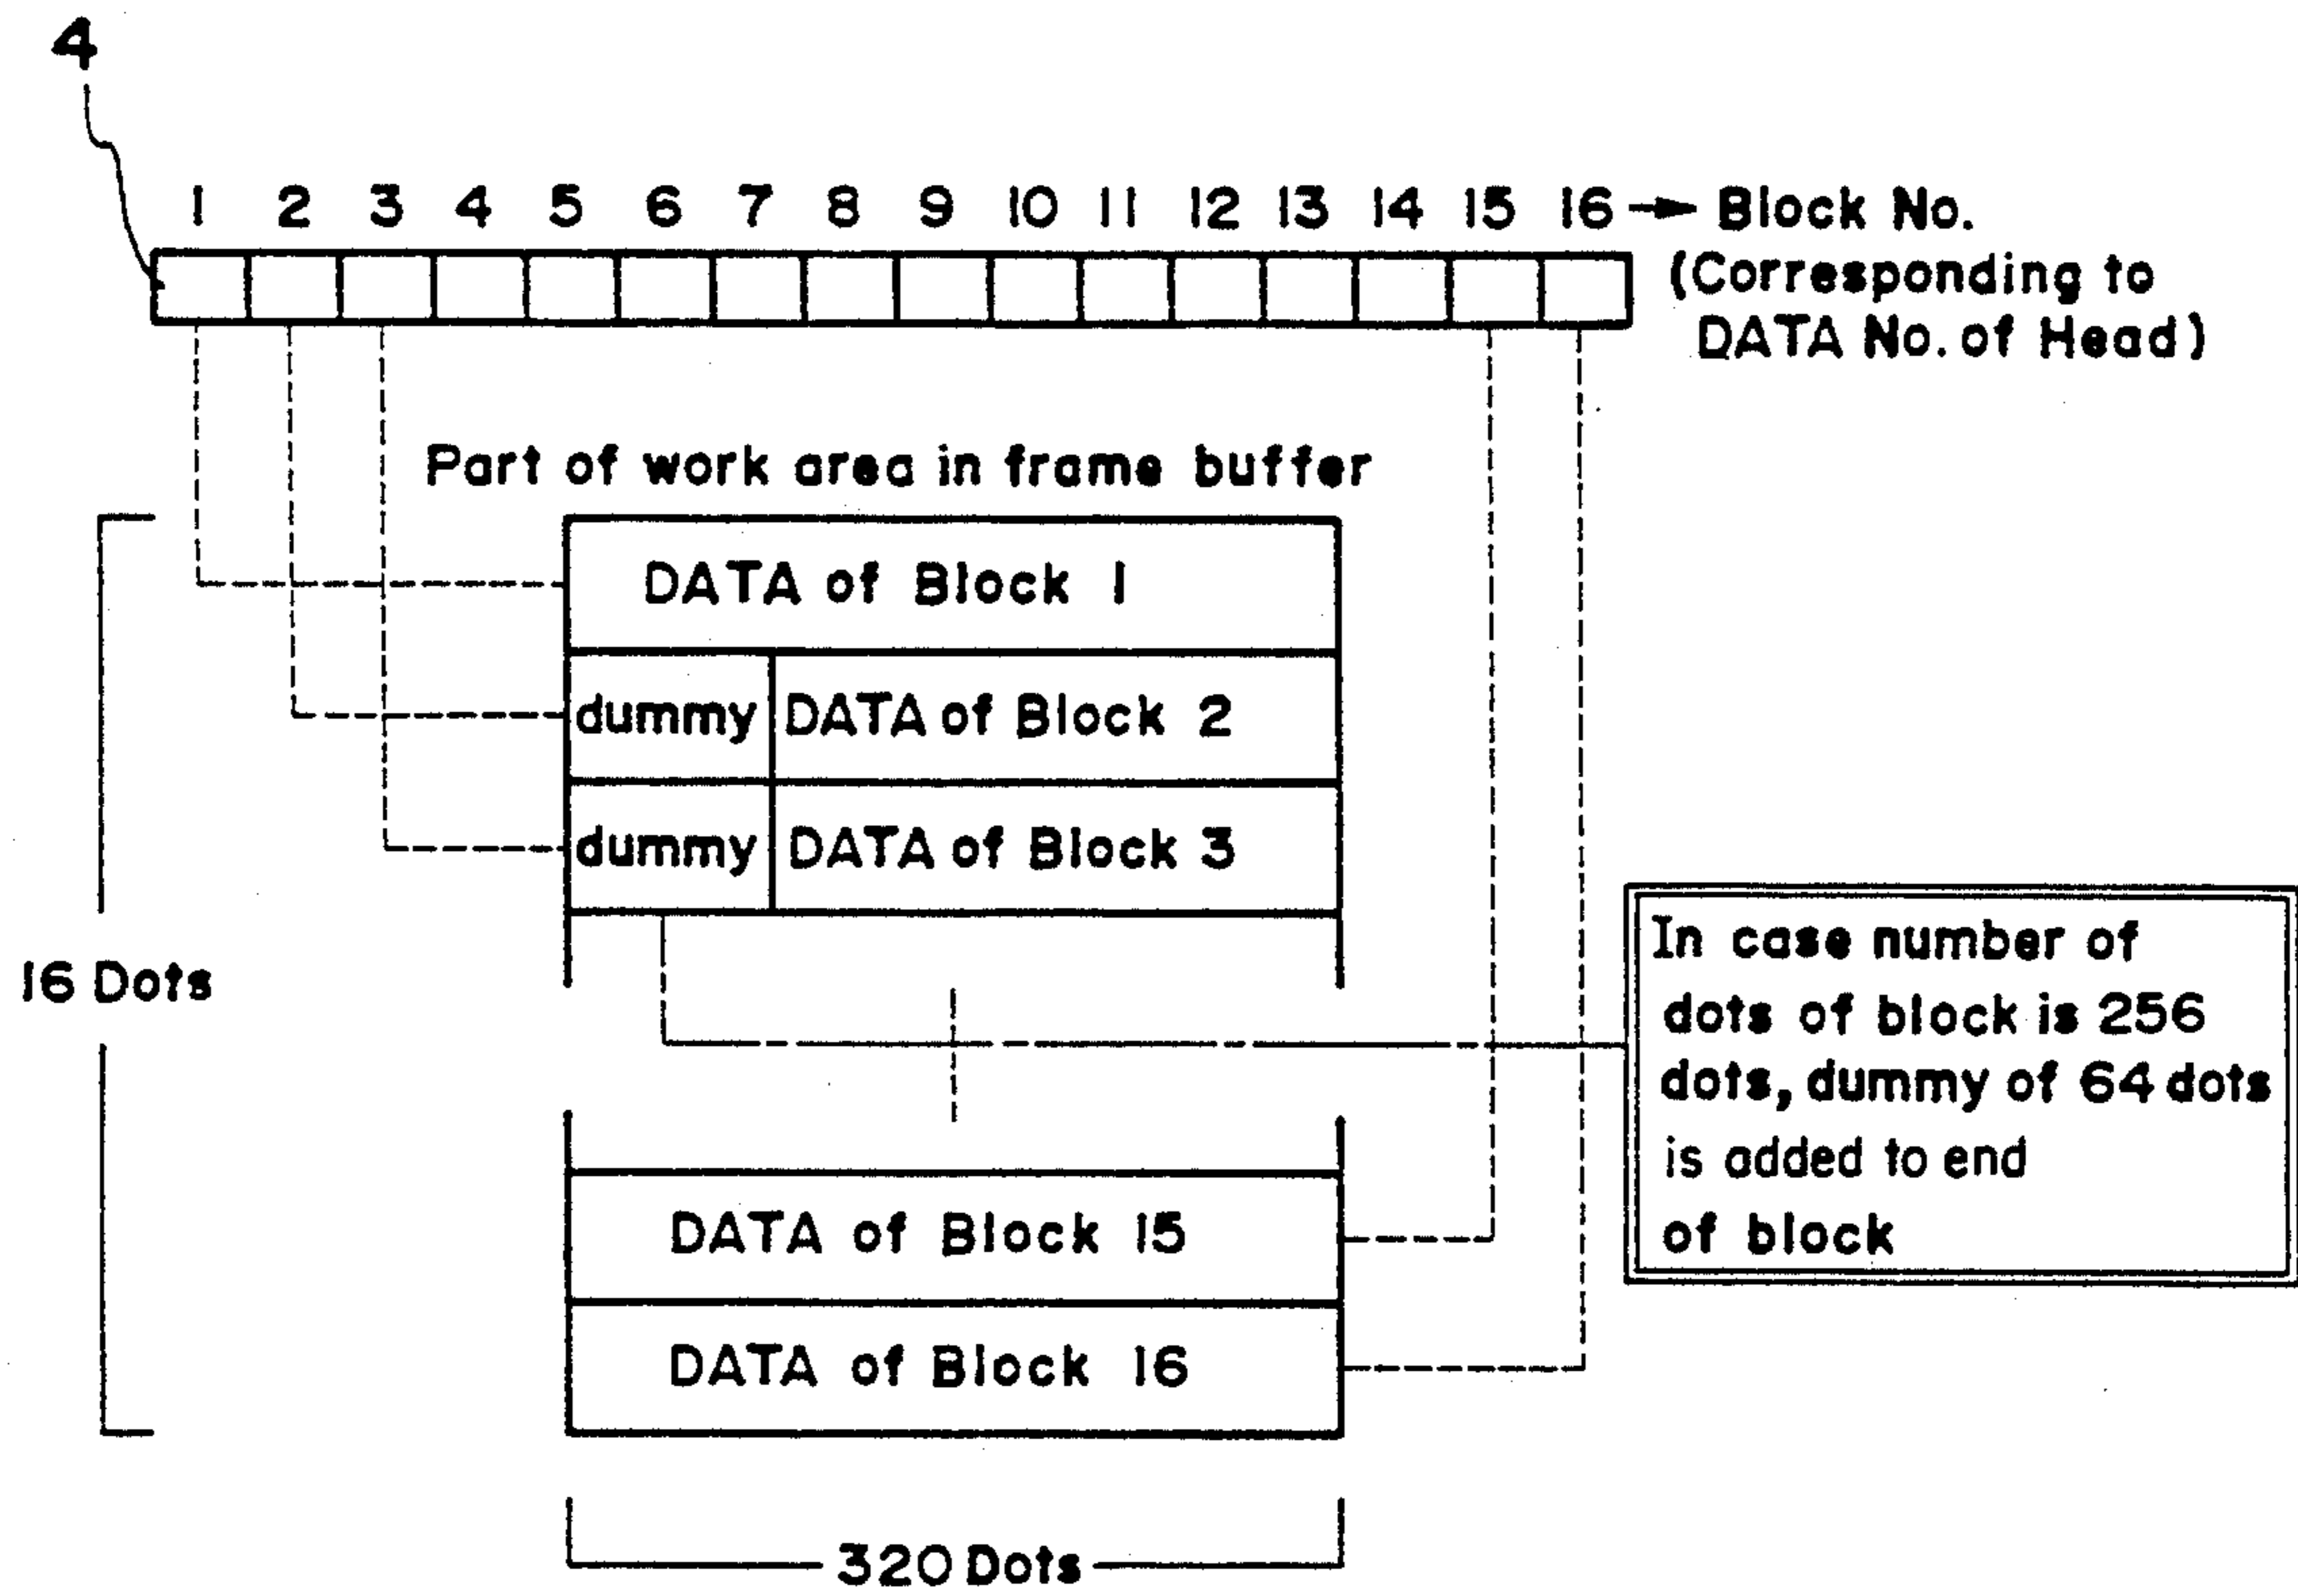 4
1 2 3 4 5 6 7 8 9 10 11 12 13 14 15 16 → Block No.
(Corresponding to
DATA No. of Head)
Part of work area in frame buffer
DATA of Block 1
dummy DATA of Block 2
dummy DATA of Block 3
16 Dots
In case number of
dots of block is 256
dots, dummy of 64 dots
is added to end
of block
DATA of Block 15
DATA of Block 16
320 Dots